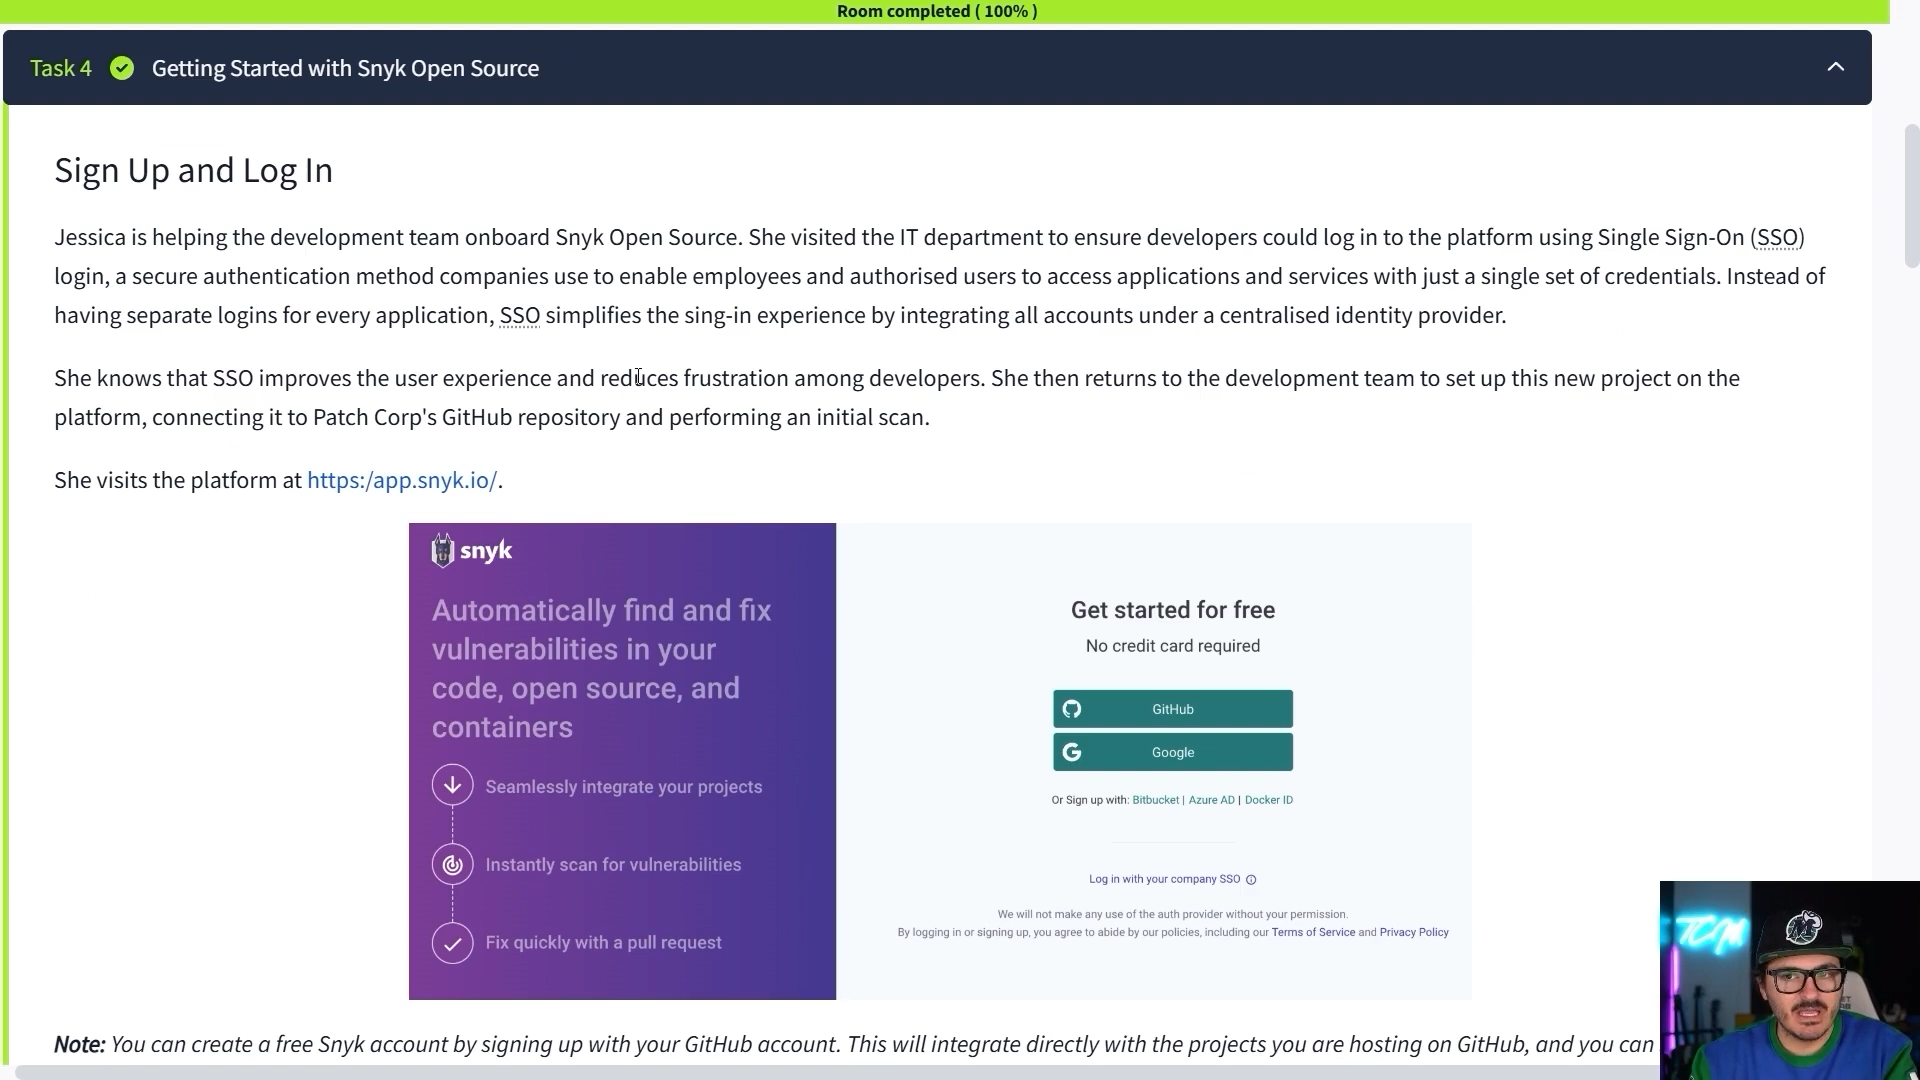 Room completed ( 100% )
Task 4 Getting Started with Snyk Open Source
Sign Up and Log In
Jessica is helping the development team onboard Snyk Open Source. She visited the IT department to ensure developers could log in to the platform using Single Sign-On (SSO)
login, a secure authentication method companies use to enable employees and authorised users to access applications and services with just a single set of credentials. Instead of
having separate logins for every application, SSO simplifies the sing-in experience by integrating all accounts under a centralised identity provider.
She knows that SSO improves the user experience and reduces frustration among developers. She then returns to the development team to set up this new project on the
platform, connecting it to Patch Corp's GitHub repository and performing an initial scan.
She visits the platform at https:/app.snyk.io/.
snyk
Automatically find and fix
vulnerabilities in your
code, open source, and
containers
Seamlessly integrate your projects
Instantly scan for vulnerabilities
Fix quickly with a pull request
Get started for free
No credit card required
GitHub
Google
Or Sign up with: Bitbucket | Azure AD | Docker ID
Log in with your company SSO
We will not make any use of the auth provider without your permission.
By logging in or signing up, you agree to abide by our policies, including our Terms of Service and Privacy Policy
Note: You can create a free Snyk account by signing up with your GitHub account. This will integrate directly with the projects you are hosting on GitHub, and you can
TCM